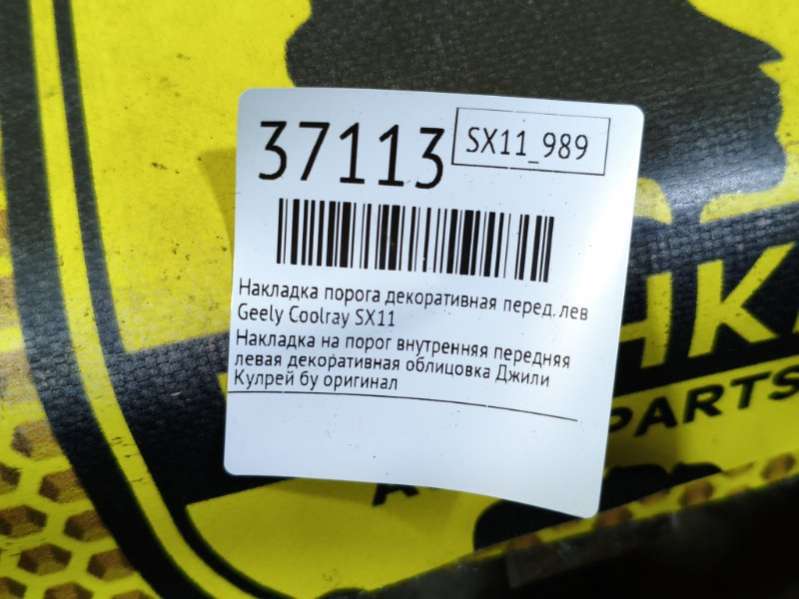 37113
SX11_989
Накладка порога декоративная перед. лев
Geely Coolray SX11
Накладка на порог внутренняя передняя
левая декоративная облицовка Джили
Кулрей бу оригинал
PARTS